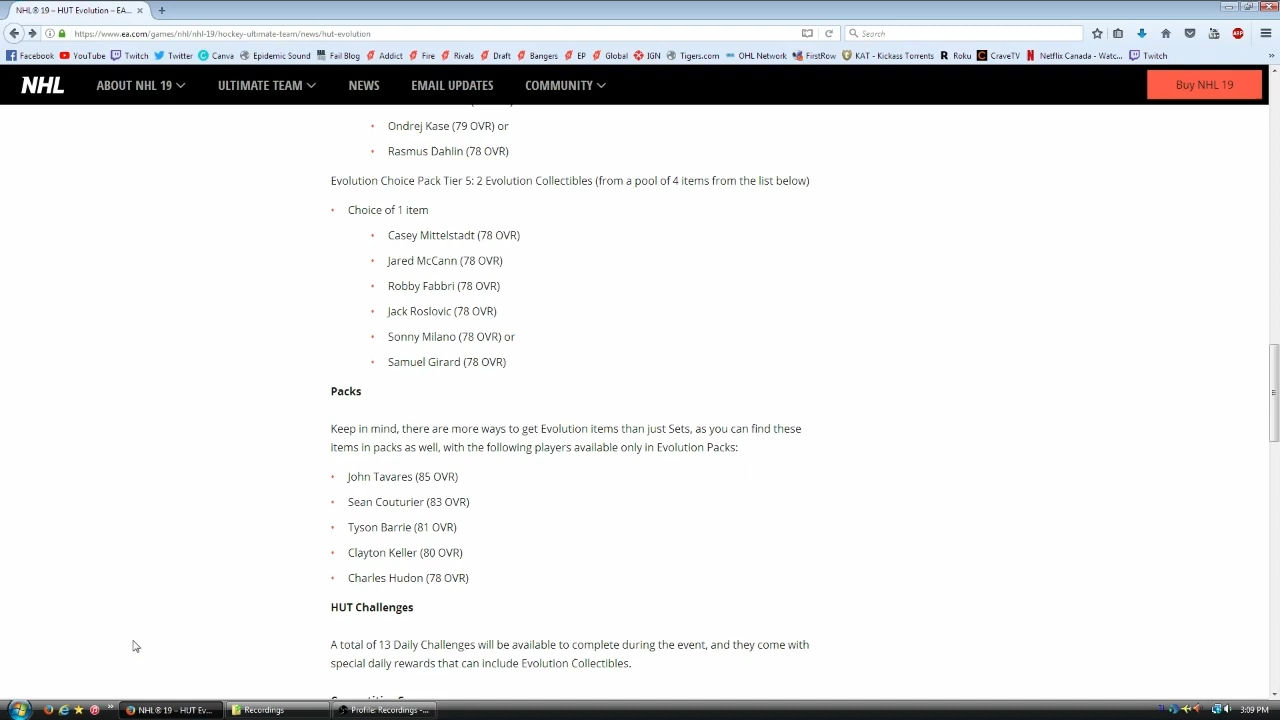 NHL® 19 – HUT Evolution – EA...
https://www.ea.com/games/nhl/nhl-19/hockey-ultimate-team/news/hut-evolution
Search
Facebook YouTube Twitch Twitter Canva Epidemic Sound Fail Blog Addict Fire Rivals Draft Bangers EP Global IGN Tigers.com OHL Network FirstRow KAT - Kickass Torrents Roku CraveTV Netflix Canada - Watc... Twitch
NHL ABOUT NHL 19 ULTIMATE TEAM NEWS EMAIL UPDATES COMMUNITY Buy NHL 19
Ondrej Kase (79 OVR) or
Rasmus Dahlin (78 OVR)
Evolution Choice Pack Tier 5: 2 Evolution Collectibles (from a pool of 4 items from the list below)
Choice of 1 item
Casey Mittelstadt (78 OVR)
Jared McCann (78 OVR)
Robby Fabbri (78 OVR)
Jack Roslovic (78 OVR)
Sonny Milano (78 OVR) or
Samuel Girard (78 OVR)
Packs
Keep in mind, there are more ways to get Evolution items than just Sets, as you can find these
items in packs as well, with the following players available only in Evolution Packs:
John Tavares (85 OVR)
Sean Couturier (83 OVR)
Tyson Barrie (81 OVR)
Clayton Keller (80 OVR)
Charles Hudon (78 OVR)
HUT Challenges
A total of 13 Daily Challenges will be available to complete during the event, and they come with
special daily rewards that can include Evolution Collectibles.
NHL® 19 – HUT Ev... Recordings Profile: Recordings -... 3:09 PM